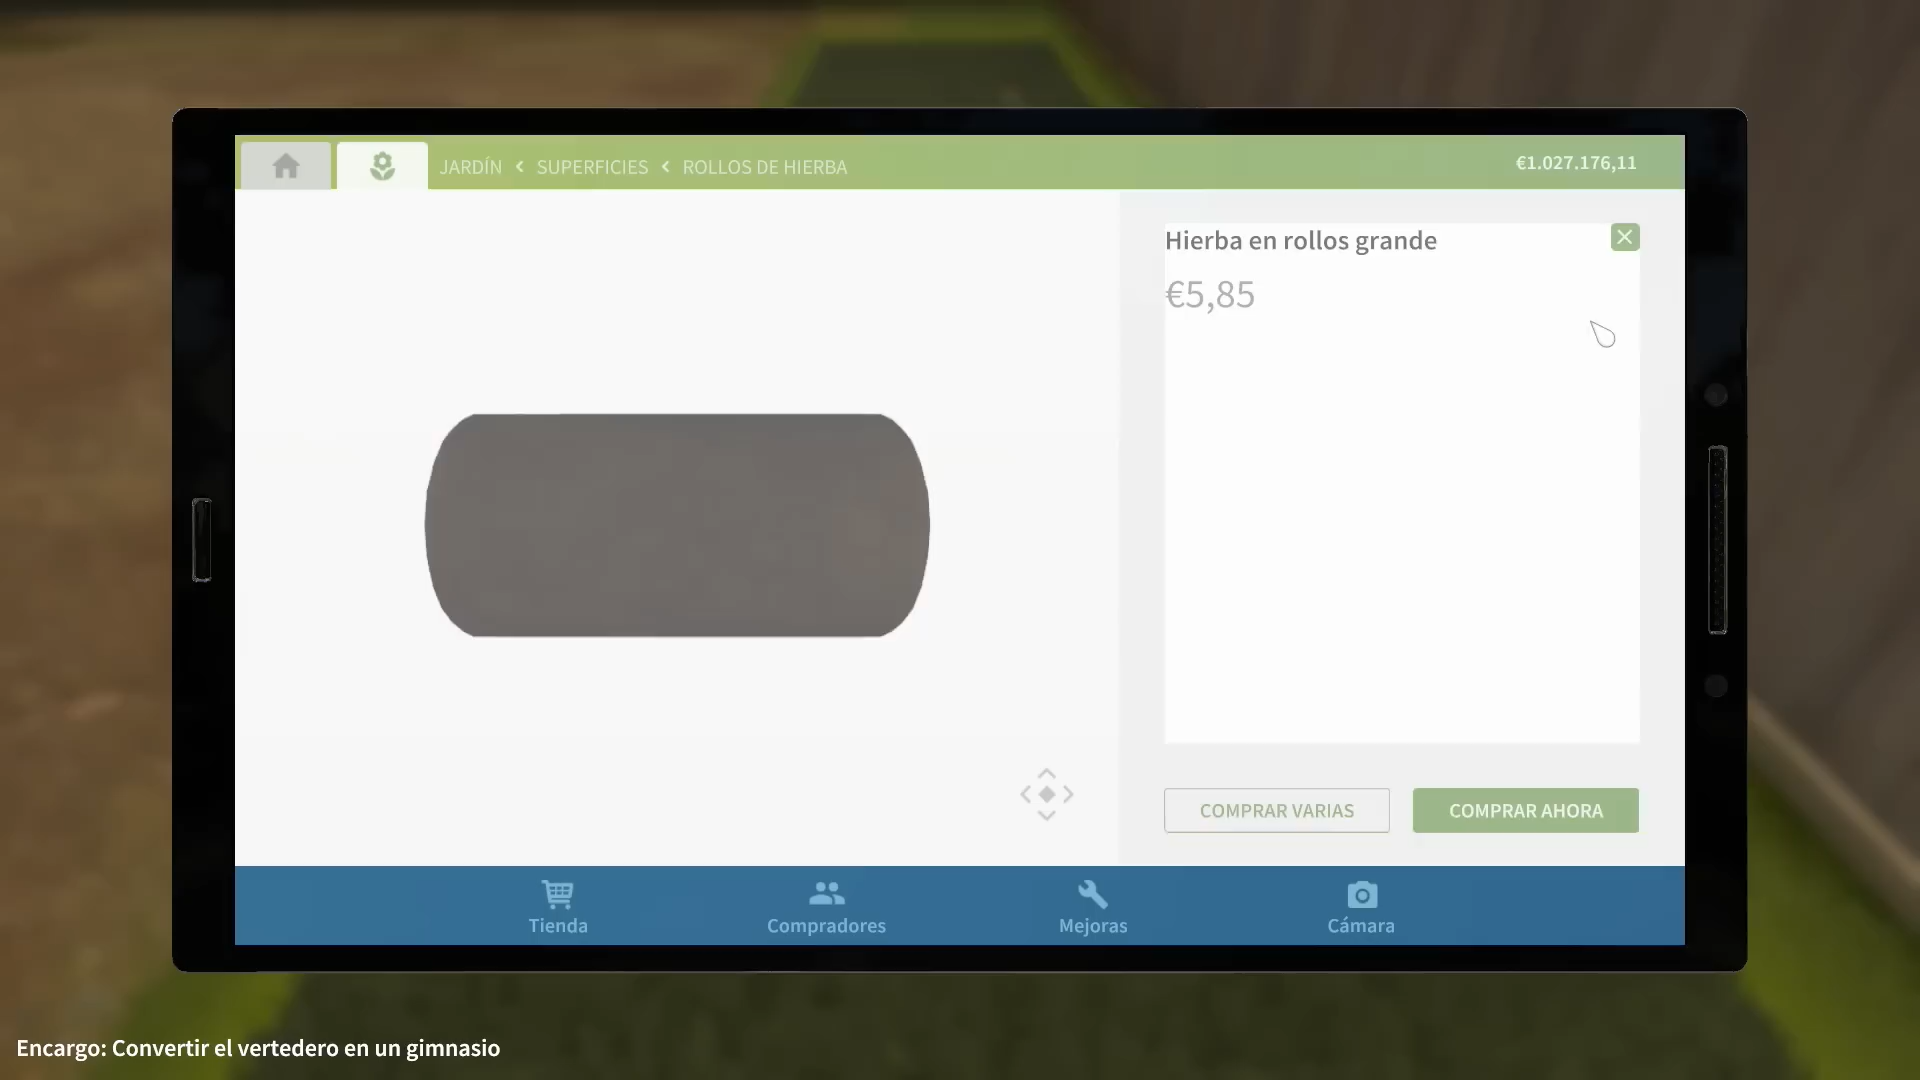 JARDÍN < SUPERFICIES < ROLLOS DE HIERBA
€1.027.176,11
Hierba en rollos grande
€5,85
COMPRAR VARIAS
COMPRAR AHORA
Tienda
Compradores
Mejoras
Cámara
Encargo: Convertir el vertedero en un gimnasio